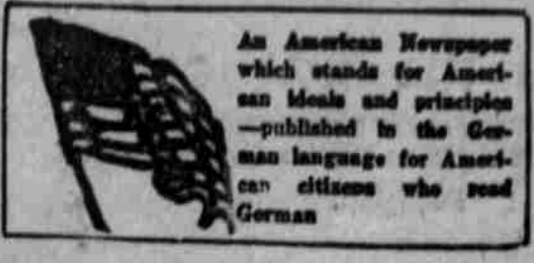 An American Newspaper
which stands for Ameri-
can ideals and principles
—published in the Ger-
man language for Ameri-
can citizens who read
German